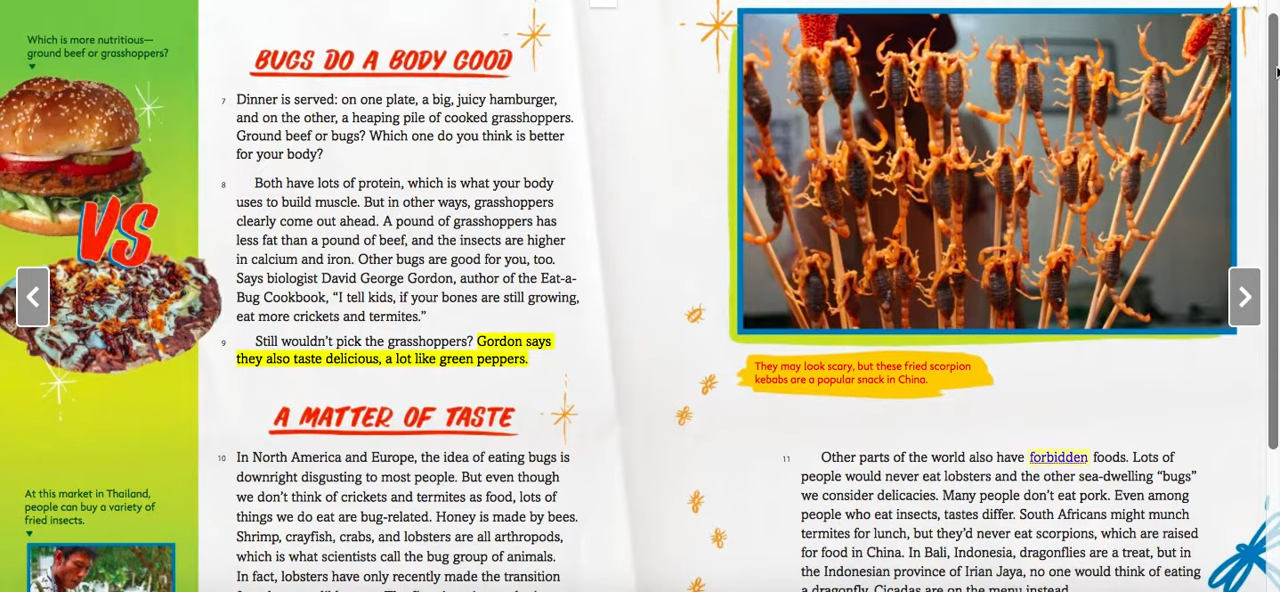 Which is more nutritious—
ground beef or grasshoppers?
VS
At this market in Thailand,
people can buy a variety of
fried insects.
BUGS DO A BODY GOOD
7 Dinner is served: on one plate, a big, juicy hamburger,
and on the other, a heaping pile of cooked grasshoppers.
Ground beef or bugs? Which one do you think is better
for your body?
8 Both have lots of protein, which is what your body
uses to build muscle. But in other ways, grasshoppers
clearly come out ahead. A pound of grasshoppers has
less fat than a pound of beef, and the insects are higher
in calcium and iron. Other bugs are good for you, too.
Says biologist David George Gordon, author of the Eat-a-
Bug Cookbook, “I tell kids, if your bones are still growing,
eat more crickets and termites.”
9 Still wouldn’t pick the grasshoppers? Gordon says
they also taste delicious, a lot like green peppers.
A MATTER OF TASTE
10 In North America and Europe, the idea of eating bugs is
downright disgusting to most people. But even though
we don’t think of crickets and termites as food, lots of
things we do eat are bug-related. Honey is made by bees.
Shrimp, crayfish, crabs, and lobsters are all arthropods,
which is what scientists call the bug group of animals.
In fact, lobsters have only recently made the transition
They may look scary, but these fried scorpion
kebabs are a popular snack in China.
11 Other parts of the world also have forbidden foods. Lots of
people would never eat lobsters and the other sea-dwelling “bugs”
we consider delicacies. Many people don’t eat pork. Even among
people who eat insects, tastes differ. South Africans might munch
termites for lunch, but they’d never eat scorpions, which are raised
for food in China. In Bali, Indonesia, dragonflies are a treat, but in
the Indonesian province of Irian Jaya, no one would think of eating
a dragonfly. Cicadas are on the menu instead.